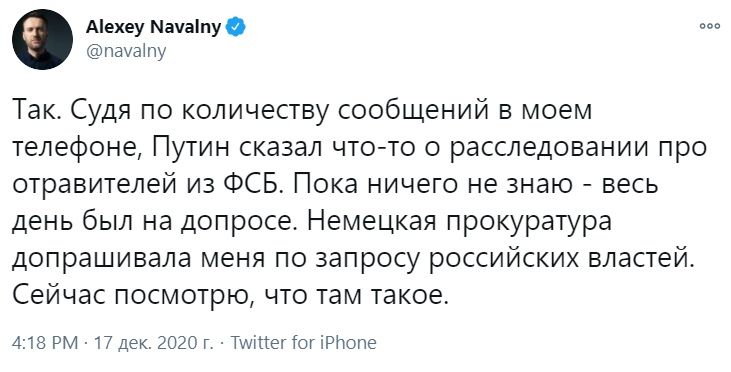 Alexey Navalny
@navalny
Так. Судя по количеству сообщений в моем
телефоне, Путин сказал что-то о расследовании про
отравителей из ФСБ. Пока ничего не знаю - весь
день был на допросе. Немецкая прокуратура
допрашивала меня по запросу российских властей.
Сейчас посмотрю, что там такое.
4:18 PM · 17 дек. 2020 г. · Twitter for iPhone